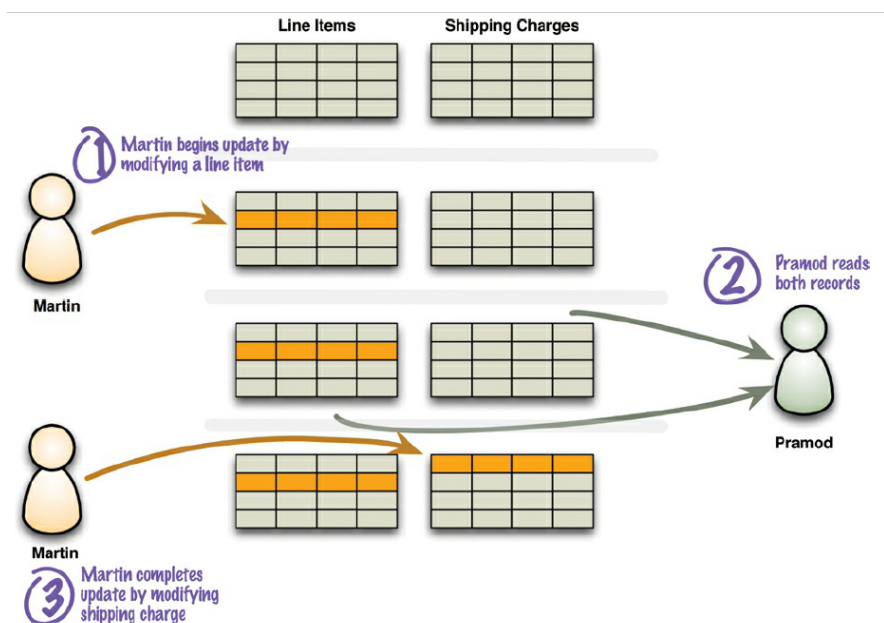 Line Items
Shipping Charges
1
Martin begins update by
modifying a line item
Martin
2
Pramod reads
both records
Pramod
Martin
3
Martin completes
update by modifying
shipping charge